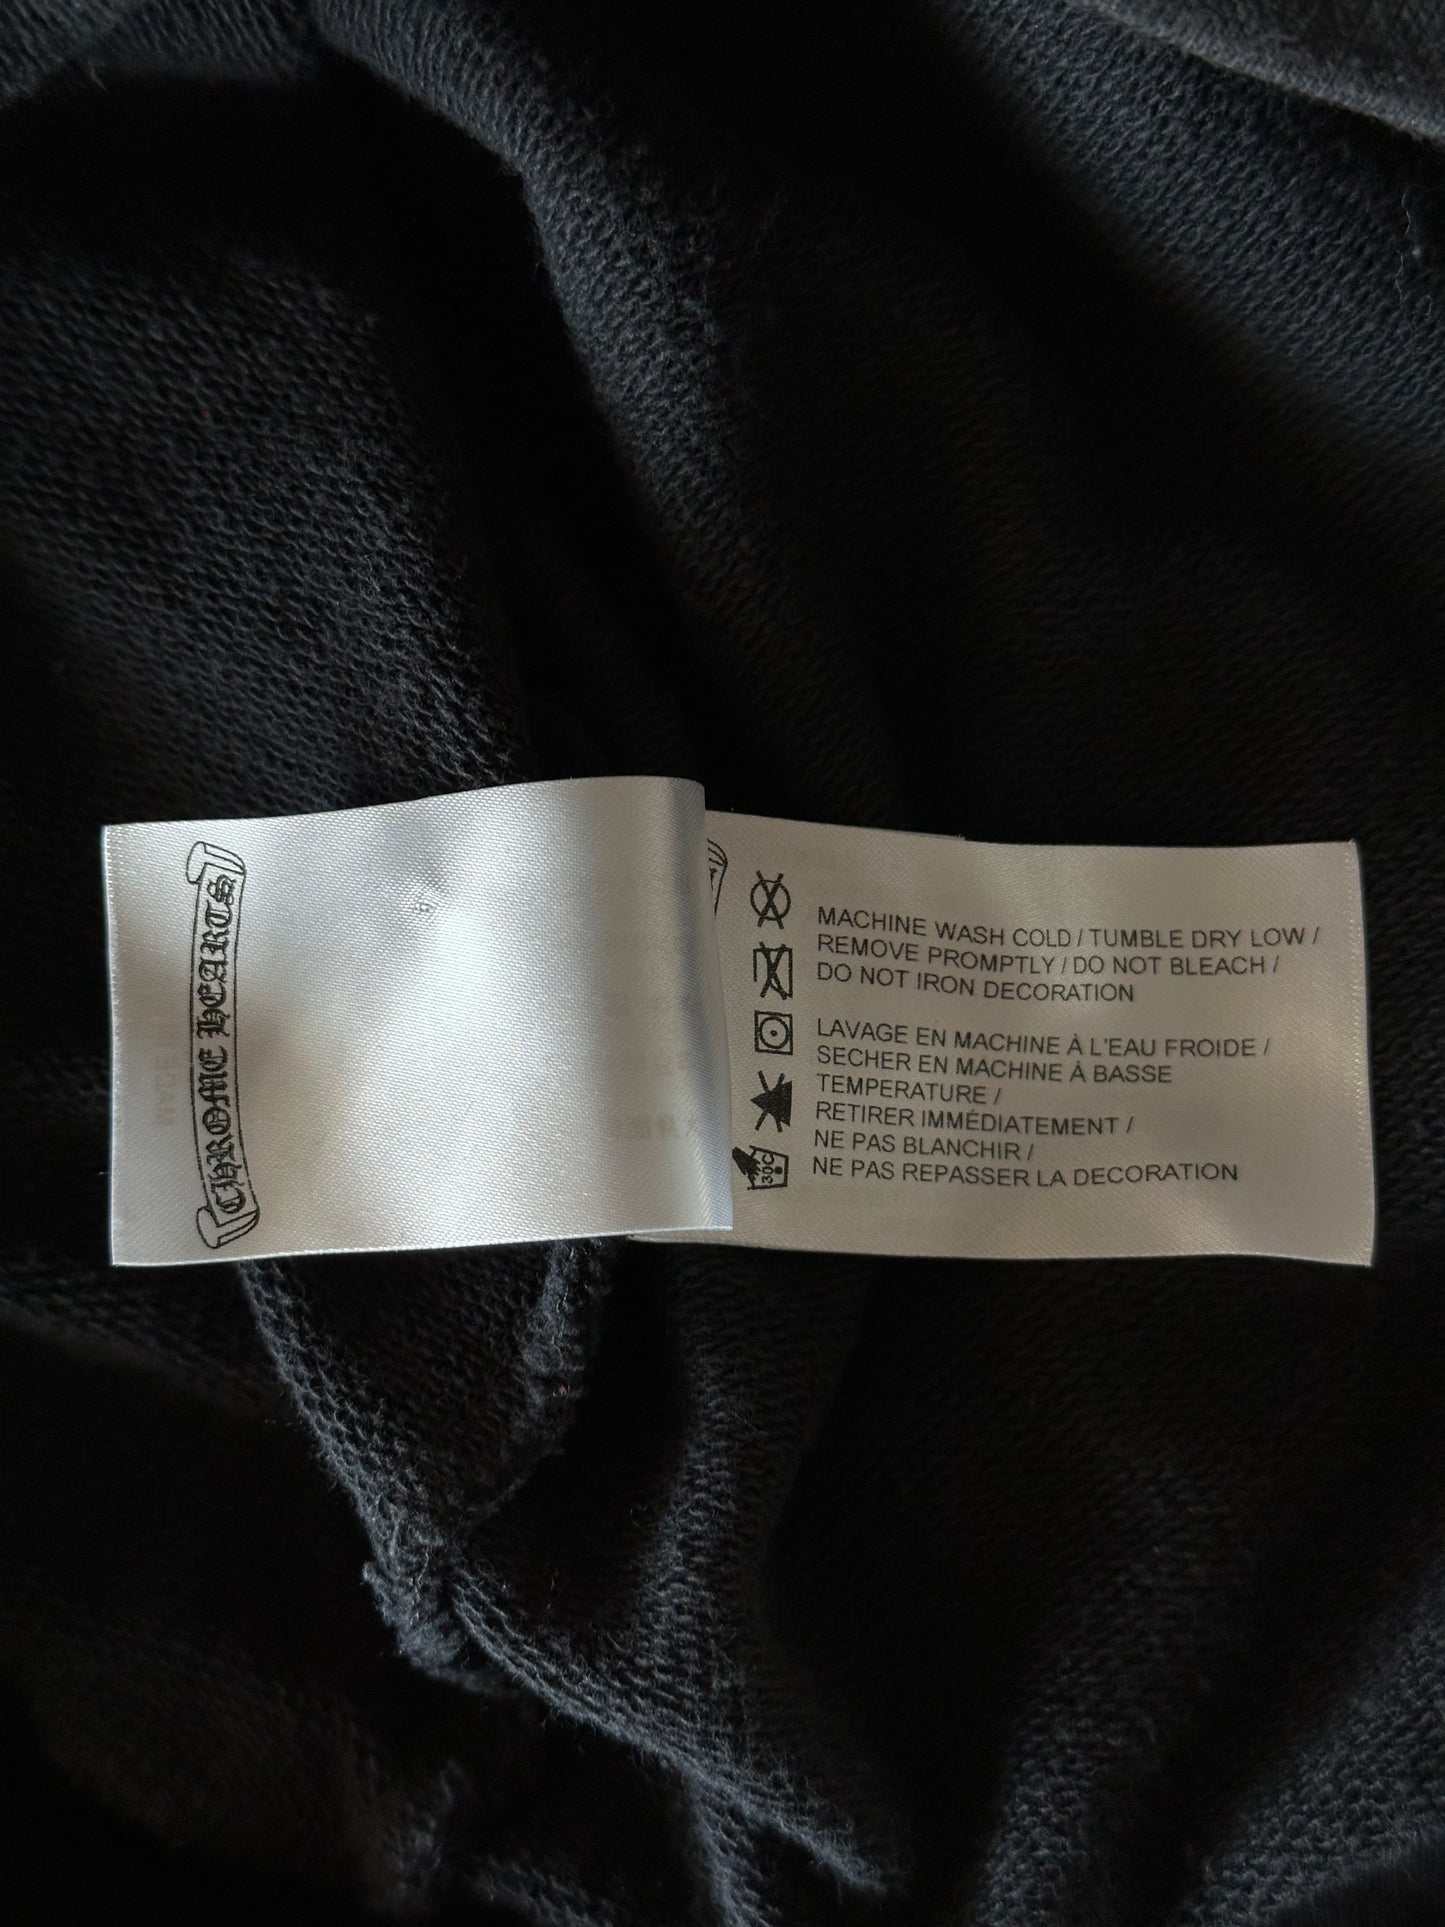 CHROME HEARTS
MACHINE WASH COLD / TUMBLE DRY LOW /
REMOVE PROMPTLY / DO NOT BLEACH /
DO NOT IRON DECORATION
LAVAGE EN MACHINE À L'EAU FROIDE /
SECHER EN MACHINE À BASSE
TEMPERATURE /
RETIRER IMMÉDIATEMENT /
NE PAS BLANCHIR /
NE PAS REPASSER LA DECORATION
30C